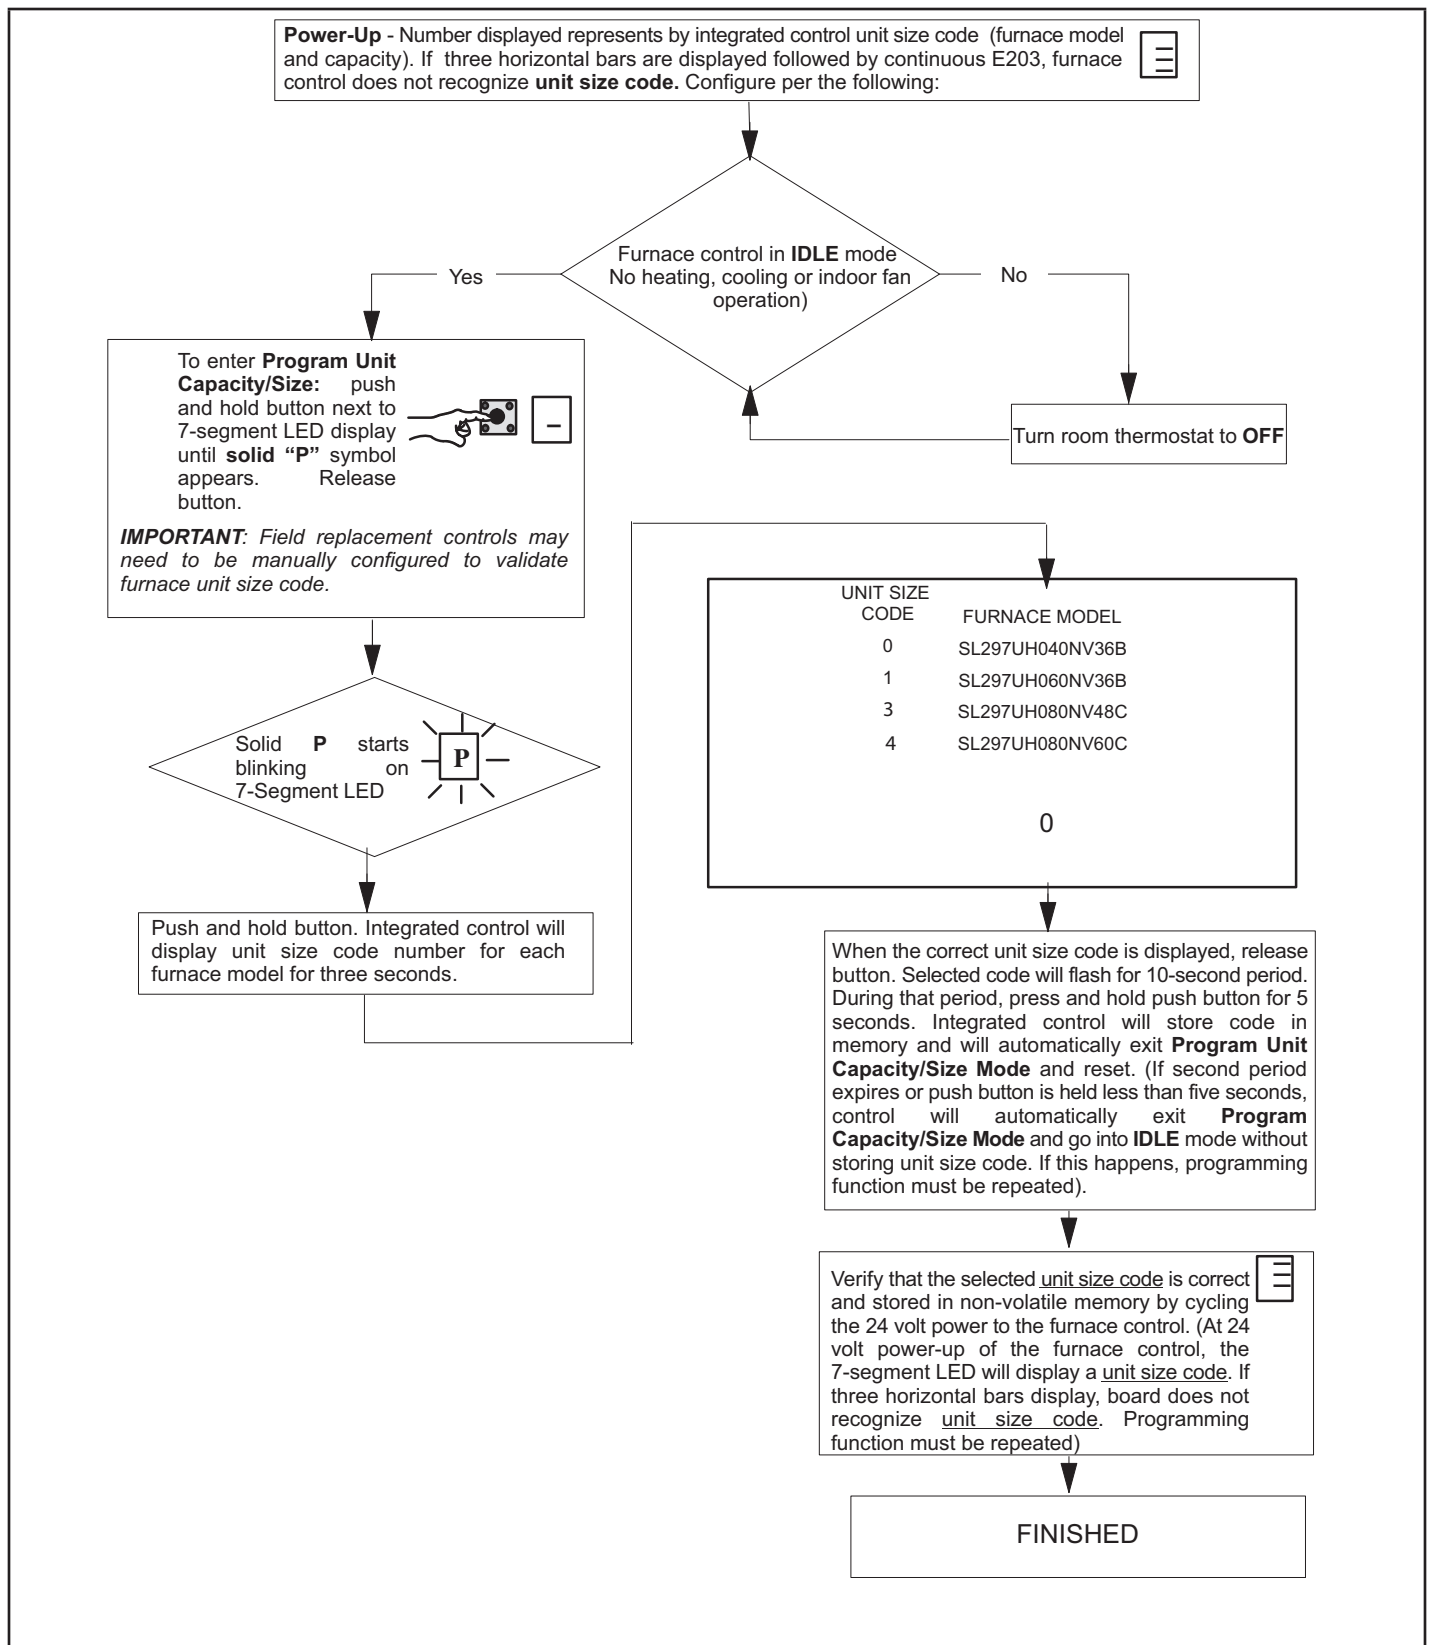 Power-Up - Number displayed represents by integrated control unit size code (furnace model
and capacity). If three horizontal bars are displayed followed by continuous E203, furnace
control does not recognize unit size code. Configure per the following:
Furnace control in IDLE mode
No heating, cooling or indoor fan
operation)
Yes
No
Turn room thermostat to OFF
To enter Program Unit
Capacity/Size: push
and hold button next to
7-segment LED display
until solid “P” symbol
appears. Release
button.
IMPORTANT: Field replacement controls may
need to be manually configured to validate
furnace unit size code.
Solid P starts
blinking on
7-Segment LED
P
Push and hold button. Integrated control will
display unit size code number for each
furnace model for three seconds.
UNIT SIZE
CODE FURNACE MODEL
0 SL297UH040NV36B
1 SL297UH060NV36B
3 SL297UH080NV48C
4 SL297UH080NV60C
0
When the correct unit size code is displayed, release
button. Selected code will flash for 10-second period.
During that period, press and hold push button for 5
seconds. Integrated control will store code in
memory and will automatically exit Program Unit
Capacity/Size Mode and reset. (If second period
expires or push button is held less than five seconds,
control will automatically exit Program
Capacity/Size Mode and go into IDLE mode without
storing unit size code. If this happens, programming
function must be repeated).
Verify that the selected unit size code is correct
and stored in non-volatile memory by cycling
the 24 volt power to the furnace control. (At 24
volt power-up of the furnace control, the
7-segment LED will display a unit size code. If
three horizontal bars display, board does not
recognize unit size code. Programming
function must be repeated)
FINISHED